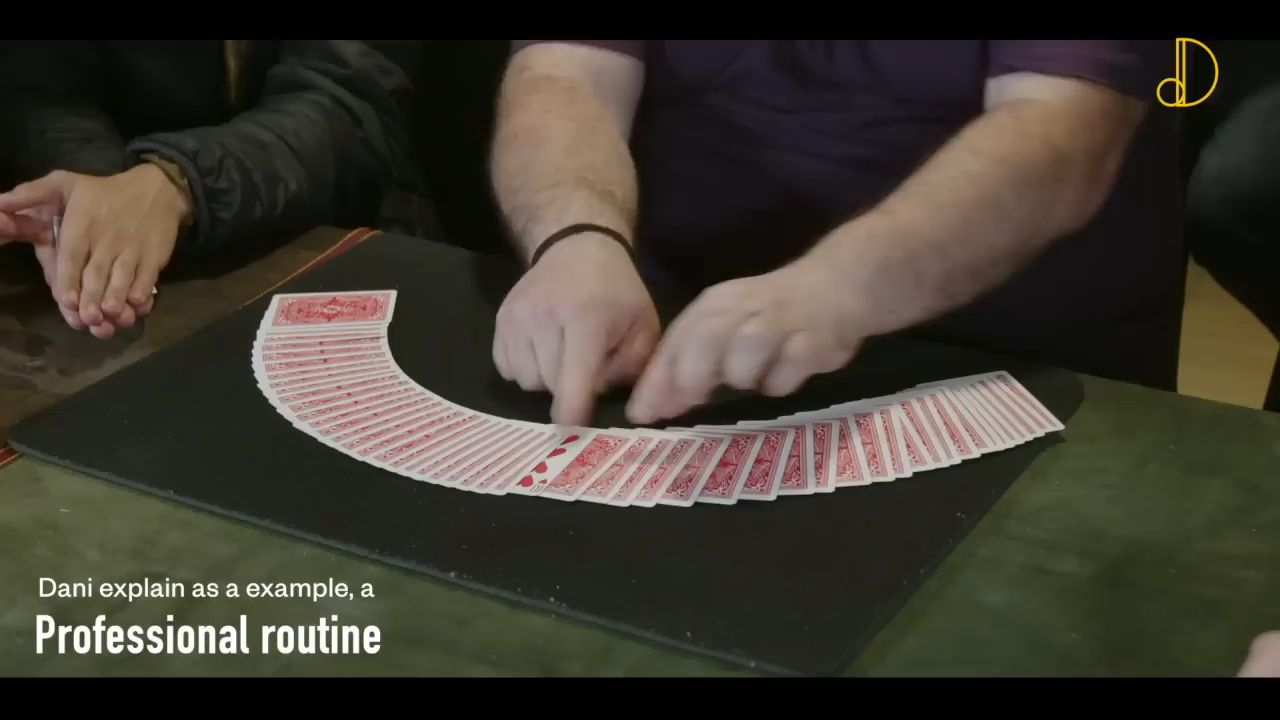 Dani explain as a example, a
Professional routine